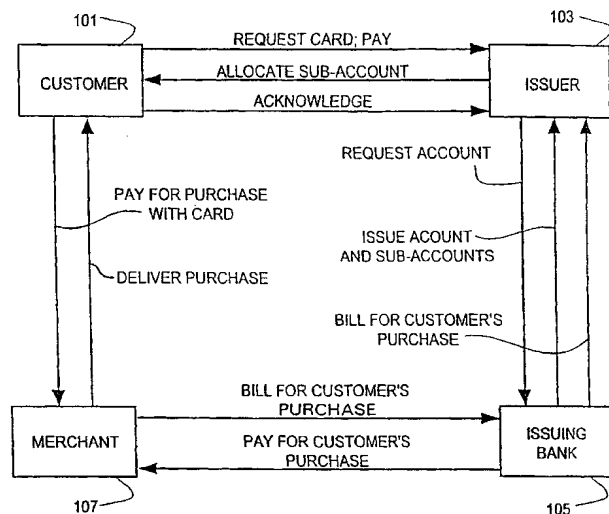 101
103
REQUEST CARD; PAY
CUSTOMER
ALLOCATE SUB-ACCOUNT
ISSUER
ACKNOWLEDGE
REQUEST ACCOUNT
PAY FOR PURCHASE
WITH CARD
ISSUE ACOUNT
AND SUB-ACCOUNTS
DELIVER PURCHASE
BILL FOR CUSTOMER'S
PURCHASE
BILL FOR CUSTOMER'S
PURCHASE
MERCHANT
PAY FOR CUSTOMER'S
PURCHASE
ISSUING
BANK
107
105